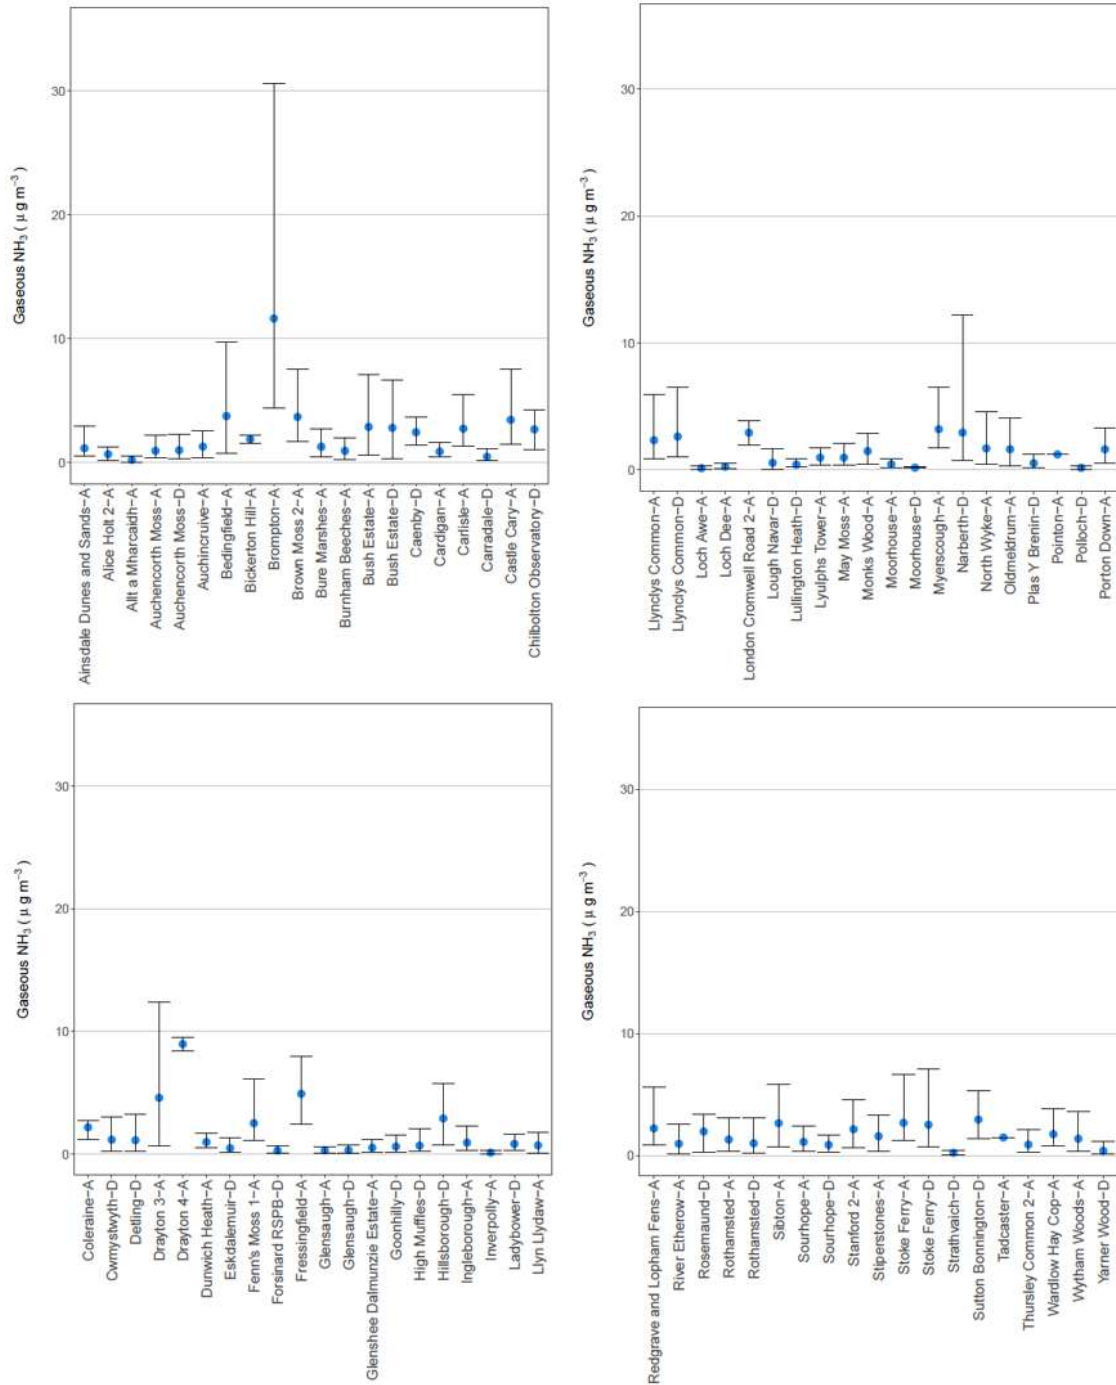 Gaseous NH₃ ( μ g m⁻³ )
30
20
10
0
Ainsdale Dunes and Sands−A
Alice Holt 2−A
Allt a Mharcaidh−A
Auchencorth Moss−A
Auchencorth Moss−D
Auchincruive−A
Bedingfield−A
Bickerton Hill−A
Brompton−A
Brown Moss 2−A
Bure Marshes−A
Burnham Beeches−A
Bush Estate−A
Bush Estate−D
Caenby−D
Cardigan−A
Carlisle−A
Carradale−D
Castle Cary−A
Chilbolton Observatory−D
Gaseous NH₃ ( μ g m⁻³ )
30
20
10
0
Llynclys Common−A
Llynclys Common−D
Loch Awe−A
Loch Dee−A
London Cromwell Road 2−A
Lough Navar−D
Lullington Heath−D
Lyulphs Tower−A
May Moss−A
Monks Wood−A
Moorhouse−A
Moorhouse−D
Myerscough−A
Narberth−D
North Wyke−A
Oldmeldrum−A
Plas Y Brenin−D
Pointon−A
Polloch−D
Porton Down−A
Gaseous NH₃ ( μ g m⁻³ )
30
20
10
0
Coleraine−A
Cwmystwyth−D
Detling−D
Drayton 3−A
Drayton 4−A
Dunwich Heath−A
Eskdalemuir−D
Fenn's Moss 1−A
Forsinard RSPB−D
Fressingfield−A
Glensaugh−A
Glensaugh−D
Glenshee Dalmunzie Estate−A
Goonhilly−D
High Muffles−D
Hillsborough−D
Ingleborough−A
Inverpolly−A
Ladybower−D
Llyn Llydaw−A
Gaseous NH₃ ( μ g m⁻³ )
30
20
10
0
Redgrave and Lopham Fens−A
River Etherow−A
Rosemaund−D
Rothamsted−A
Rothamsted−D
Sibton−A
Sourhope−A
Sourhope−D
Stanford 2−A
Stiperstones−A
Stoke Ferry−A
Stoke Ferry−D
Strathvaich−D
Sutton Bonnington−D
Tadcaster−A
Thursley Common 2−A
Wardlow Hay Cop−A
Wytham Woods−A
Yarner Wood−D